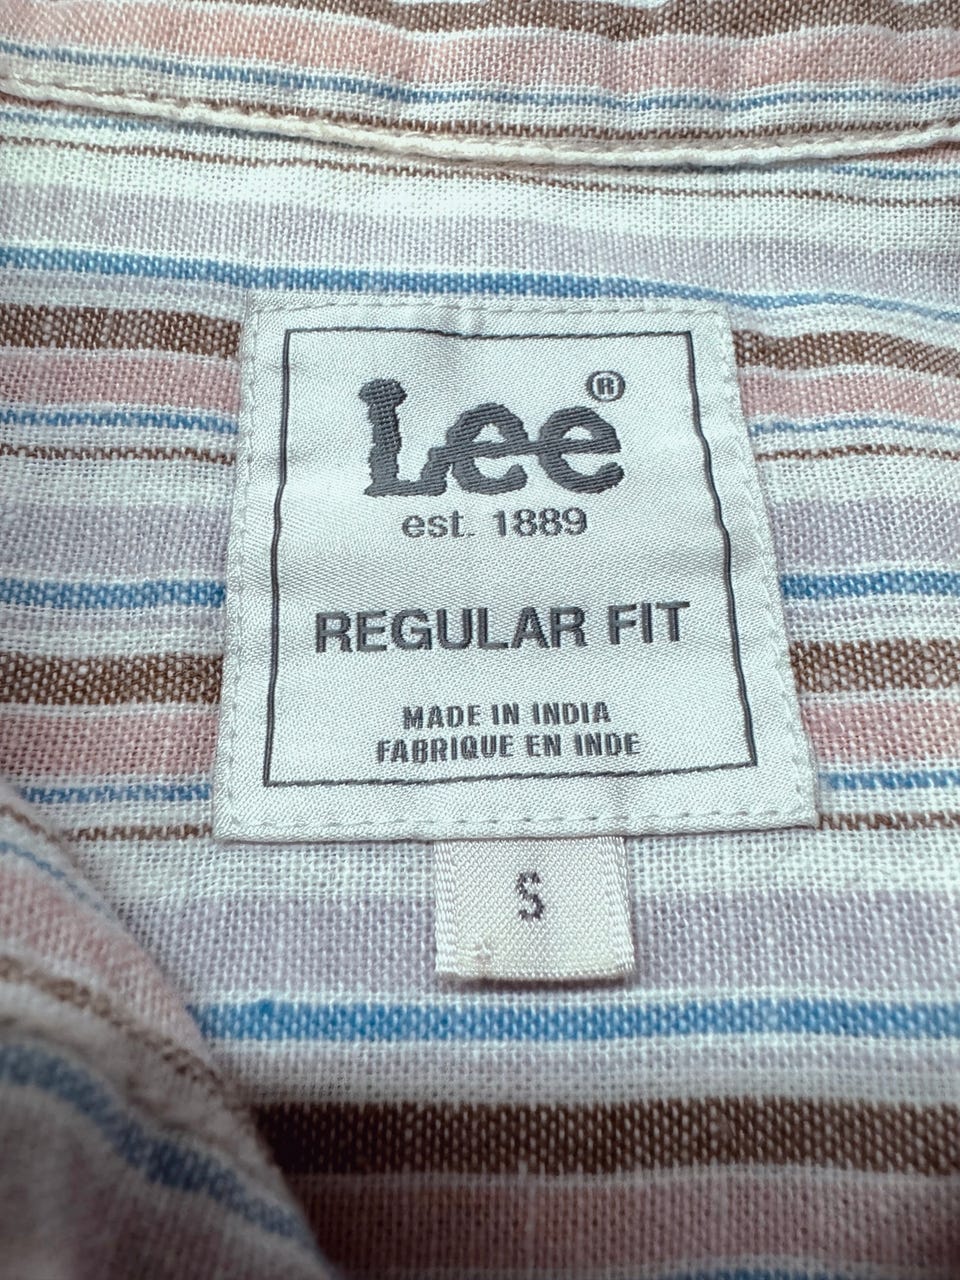 Lee®
est. 1889
REGULAR FIT
MADE IN INDIA
FABRIQUE EN INDE
S